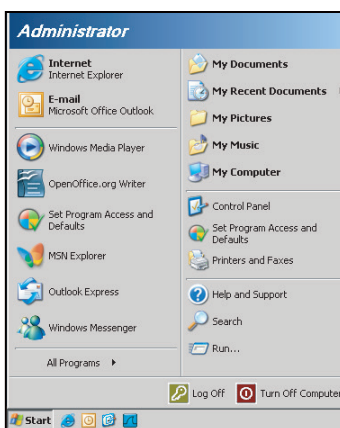 Administrator
Internet
Internet Explorer
E-mail
Microsoft Office Outlook
Windows Media Player
OpenOffice.org Writer
Set Program Access and
Defaults
MSN Explorer
Outlook Express
Windows Messenger
All Programs
My Documents
My Recent Documents
My Pictures
My Music
My Computer
Control Panel
Set Program Access and
Defaults
Printers and Faxes
Help and Support
Search
Run...
Log Off
Turn Off Computer
Start